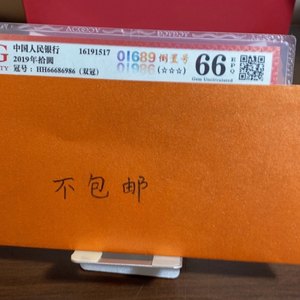 中国人民银行 16191517 01689 倒置号
2019年拾圆 01986 (☆☆☆) 66 EPQ
冠号：HH66686986 (双冠) Gem Uncirculated
不包邮